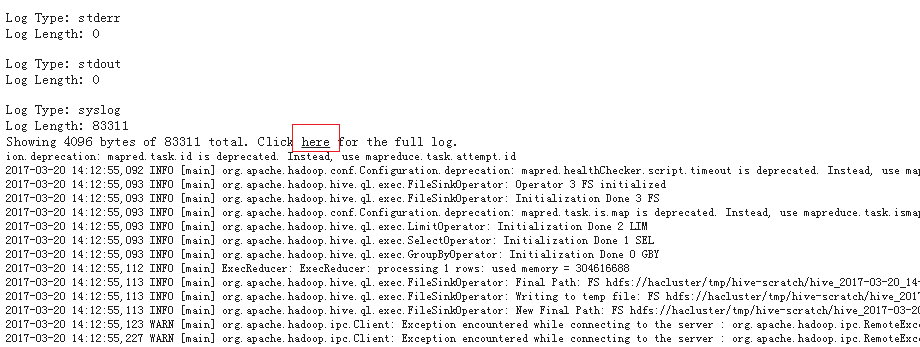 Log Type: stderr
Log Length: 0
Log Type: stdout
Log Length: 0
Log Type: syslog
Log Length: 83311
Showing 4096 bytes of 83311 total. Click here for the full log.
ion.deprecation: mapred.task.id is deprecated. Instead, use mapreduce.task.attempt.id
2017-03-20 14:12:55,092 INFO [main] org.apache.hadoop.conf.Configuration.deprecation: mapred.healthChecker.script.timeout is deprecated. Instead, use map
2017-03-20 14:12:55,093 INFO [main] org.apache.hadoop.hive.ql.exec.FileSinkOperator: Operator 3 FS initialized
2017-03-20 14:12:55,093 INFO [main] org.apache.hadoop.hive.ql.exec.FileSinkOperator: Initialization Done 3 FS
2017-03-20 14:12:55,093 INFO [main] org.apache.hadoop.conf.Configuration.deprecation: mapred.task.is.map is deprecated. Instead, use mapreduce.task.ismap
2017-03-20 14:12:55,093 INFO [main] org.apache.hadoop.hive.ql.exec.LimitOperator: Initialization Done 2 LIM
2017-03-20 14:12:55,093 INFO [main] org.apache.hadoop.hive.ql.exec.SelectOperator: Initialization Done 1 SEL
2017-03-20 14:12:55,093 INFO [main] org.apache.hadoop.hive.ql.exec.GroupByOperator: Initialization Done 0 GBY
2017-03-20 14:12:55,112 INFO [main] ExecReducer: ExecReducer: processing 1 rows: used memory = 304616688
2017-03-20 14:12:55,113 INFO [main] org.apache.hadoop.hive.ql.exec.FileSinkOperator: Final Path: FS hdfs://hacluster/tmp/hive-scratch/hive_2017-03-20_14-
2017-03-20 14:12:55,113 INFO [main] org.apache.hadoop.hive.ql.exec.FileSinkOperator: Writing to temp file: FS hdfs://hacluster/tmp/hive-scratch/hive_2017
2017-03-20 14:12:55,113 INFO [main] org.apache.hadoop.hive.ql.exec.FileSinkOperator: New Final Path: FS hdfs://hacluster/tmp/hive-scratch/hive_2017-03-20
2017-03-20 14:12:55,123 WARN [main] org.apache.hadoop.ipc.Client: Exception encountered while connecting to the server : org.apache.hadoop.ipc.RemoteExce
2017-03-20 14:12:55,227 WARN [main] org.apache.hadoop.ipc.Client: Exception encountered while connecting to the server : org.apache.hadoop.ipc.RemoteExce